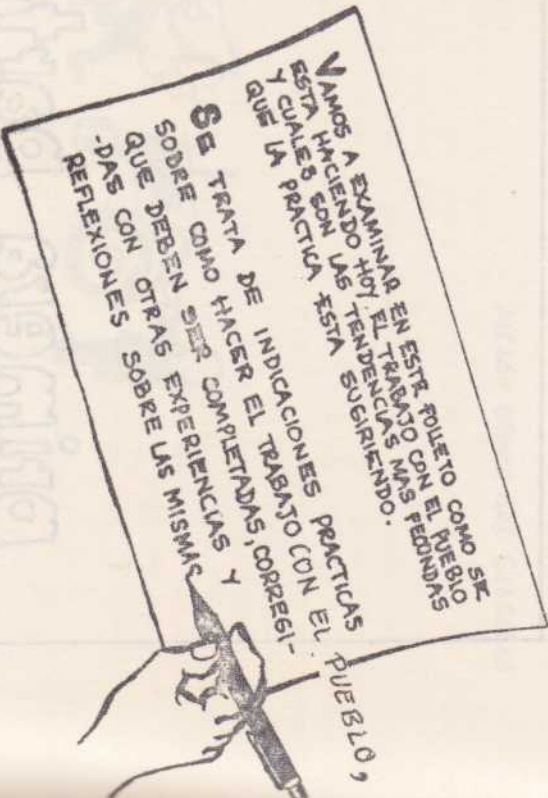 VAMOS A EXAMINAR EN ESTE FOLLETO COMO SE
ESTA HACIENDO HOY EL TRABAJO CON EL PUEBLO
Y CUALES SON LAS TENDENCIAS MAS FECUNDAS
QUE LA PRACTICA ESTA SUGIRIENDO.
SE TRATA DE INDICACIONES PRACTICAS
SOBRE COMO HACER EL TRABAJO CON EL PUEBLO,
QUE DEBEN SER COMPLETADAS, CORREGI-
-DAS CON OTRAS EXPERIENCIAS Y
REFLEXIONES SOBRE LAS MISMAS